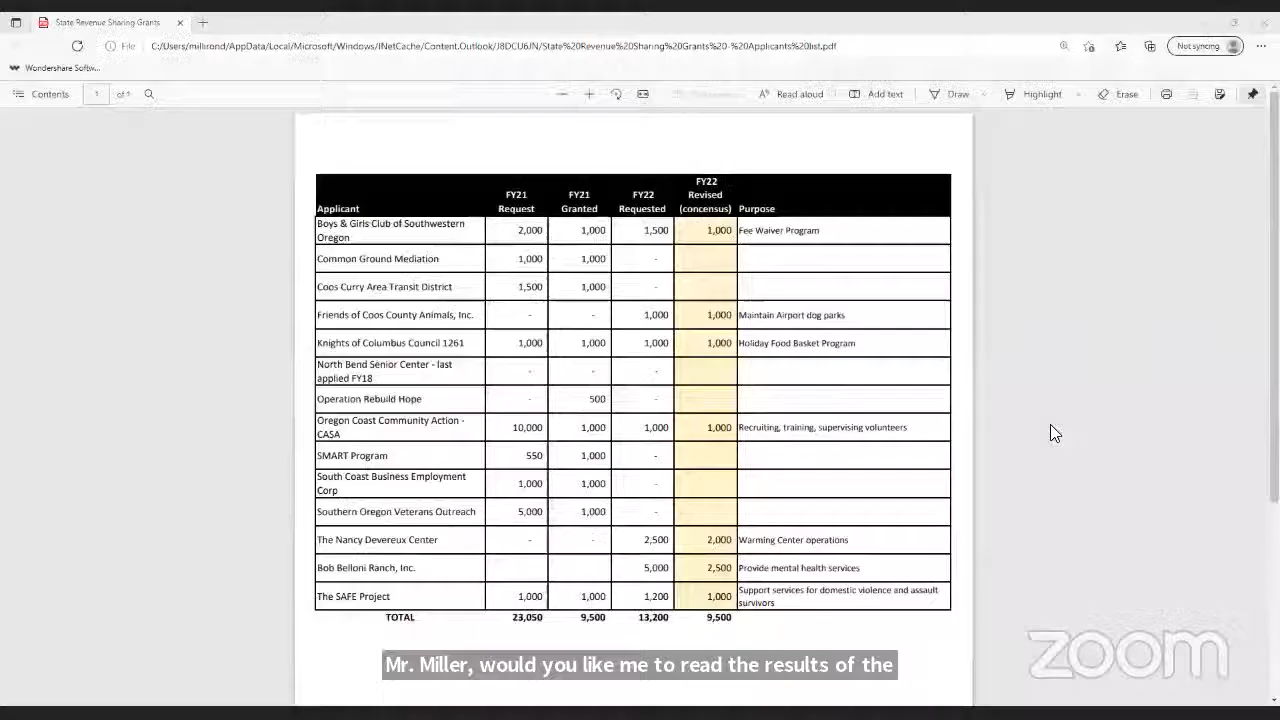 State Revenue Sharing Grants
File C:/Users/millkrond/AppData/Local/Microsoft/Windows/INetCache/Content.Outlook/J8DCU6JN/State%20Revenue%20Sharing%20Grants%20-%20Applicants%20list.pdf Not syncing
Wondershare Softw...
Contents 1 of 1 Read aloud Add text Draw Highlight Erase
Applicant FY21 Request FY21 Granted FY22 Requested FY22 Revised (concensus) Purpose
Boys & Girls Club of Southwestern Oregon 2,000 1,000 1,500 1,000 Fee Waiver Program
Common Ground Mediation 1,000 1,000 -
Coos Curry Area Transit District 1,500 1,000 -
Friends of Coos County Animals, Inc. - - 1,000 1,000 Maintain Airport dog parks
Knights of Columbus Council 1261 1,000 1,000 1,000 1,000 Holiday Food Basket Program
North Bend Senior Center - last applied FY18 - - -
Operation Rebuild Hope - 500 -
Oregon Coast Community Action - CASA 10,000 1,000 1,000 1,000 Recruiting, training, supervising volunteers
SMART Program 550 1,000 -
South Coast Business Employment Corp 1,000 1,000 -
Southern Oregon Veterans Outreach 5,000 1,000 -
The Nancy Devereux Center - - 2,500 2,000 Warming Center operations
Bob Belloni Ranch, Inc. 5,000 2,500 Provide mental health services
The SAFE Project 1,000 1,000 1,200 1,000 Support services for domestic violence and assault survivors
TOTAL 23,050 9,500 13,200 9,500
Mr. Miller, would you like me to read the results of the
zoom